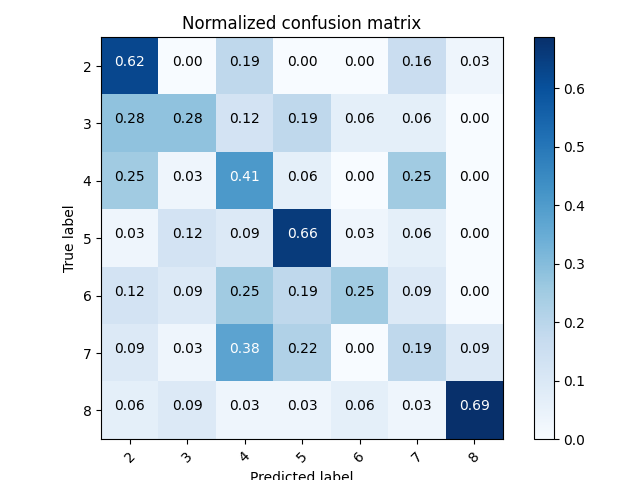 Normalized confusion matrix
2 0.62 0.00 0.19 0.00 0.00 0.16 0.03
3 0.28 0.28 0.12 0.19 0.06 0.06 0.00
4 0.25 0.03 0.41 0.06 0.00 0.25 0.00
5 0.03 0.12 0.09 0.66 0.03 0.06 0.00
6 0.12 0.09 0.25 0.19 0.25 0.09 0.00
7 0.09 0.03 0.38 0.22 0.00 0.19 0.09
8 0.06 0.09 0.03 0.03 0.06 0.03 0.69
2 3 4 5 6 7 8
True label
Predicted label
0.6
0.5
0.4
0.3
0.2
0.1
0.0